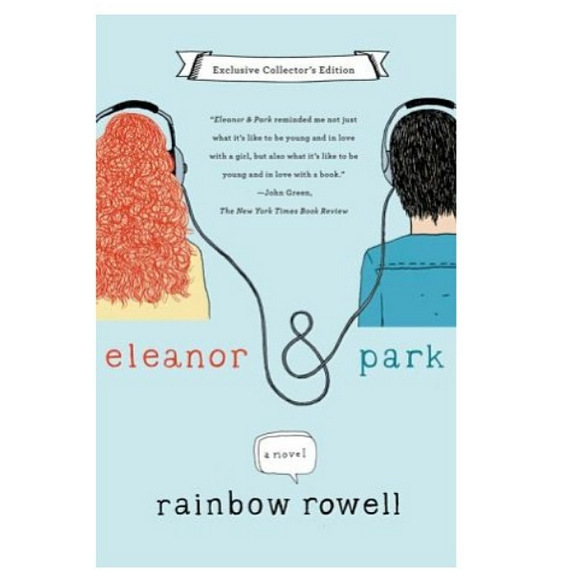 Exclusive Collector's Edition
"Eleanor & Park reminded me not just
what it's like to be young and in love
with a girl, but also what it's like to be
young and in love with a book."
—John Green,
The New York Times Book Review
eleanor & park
a novel
rainbow rowell